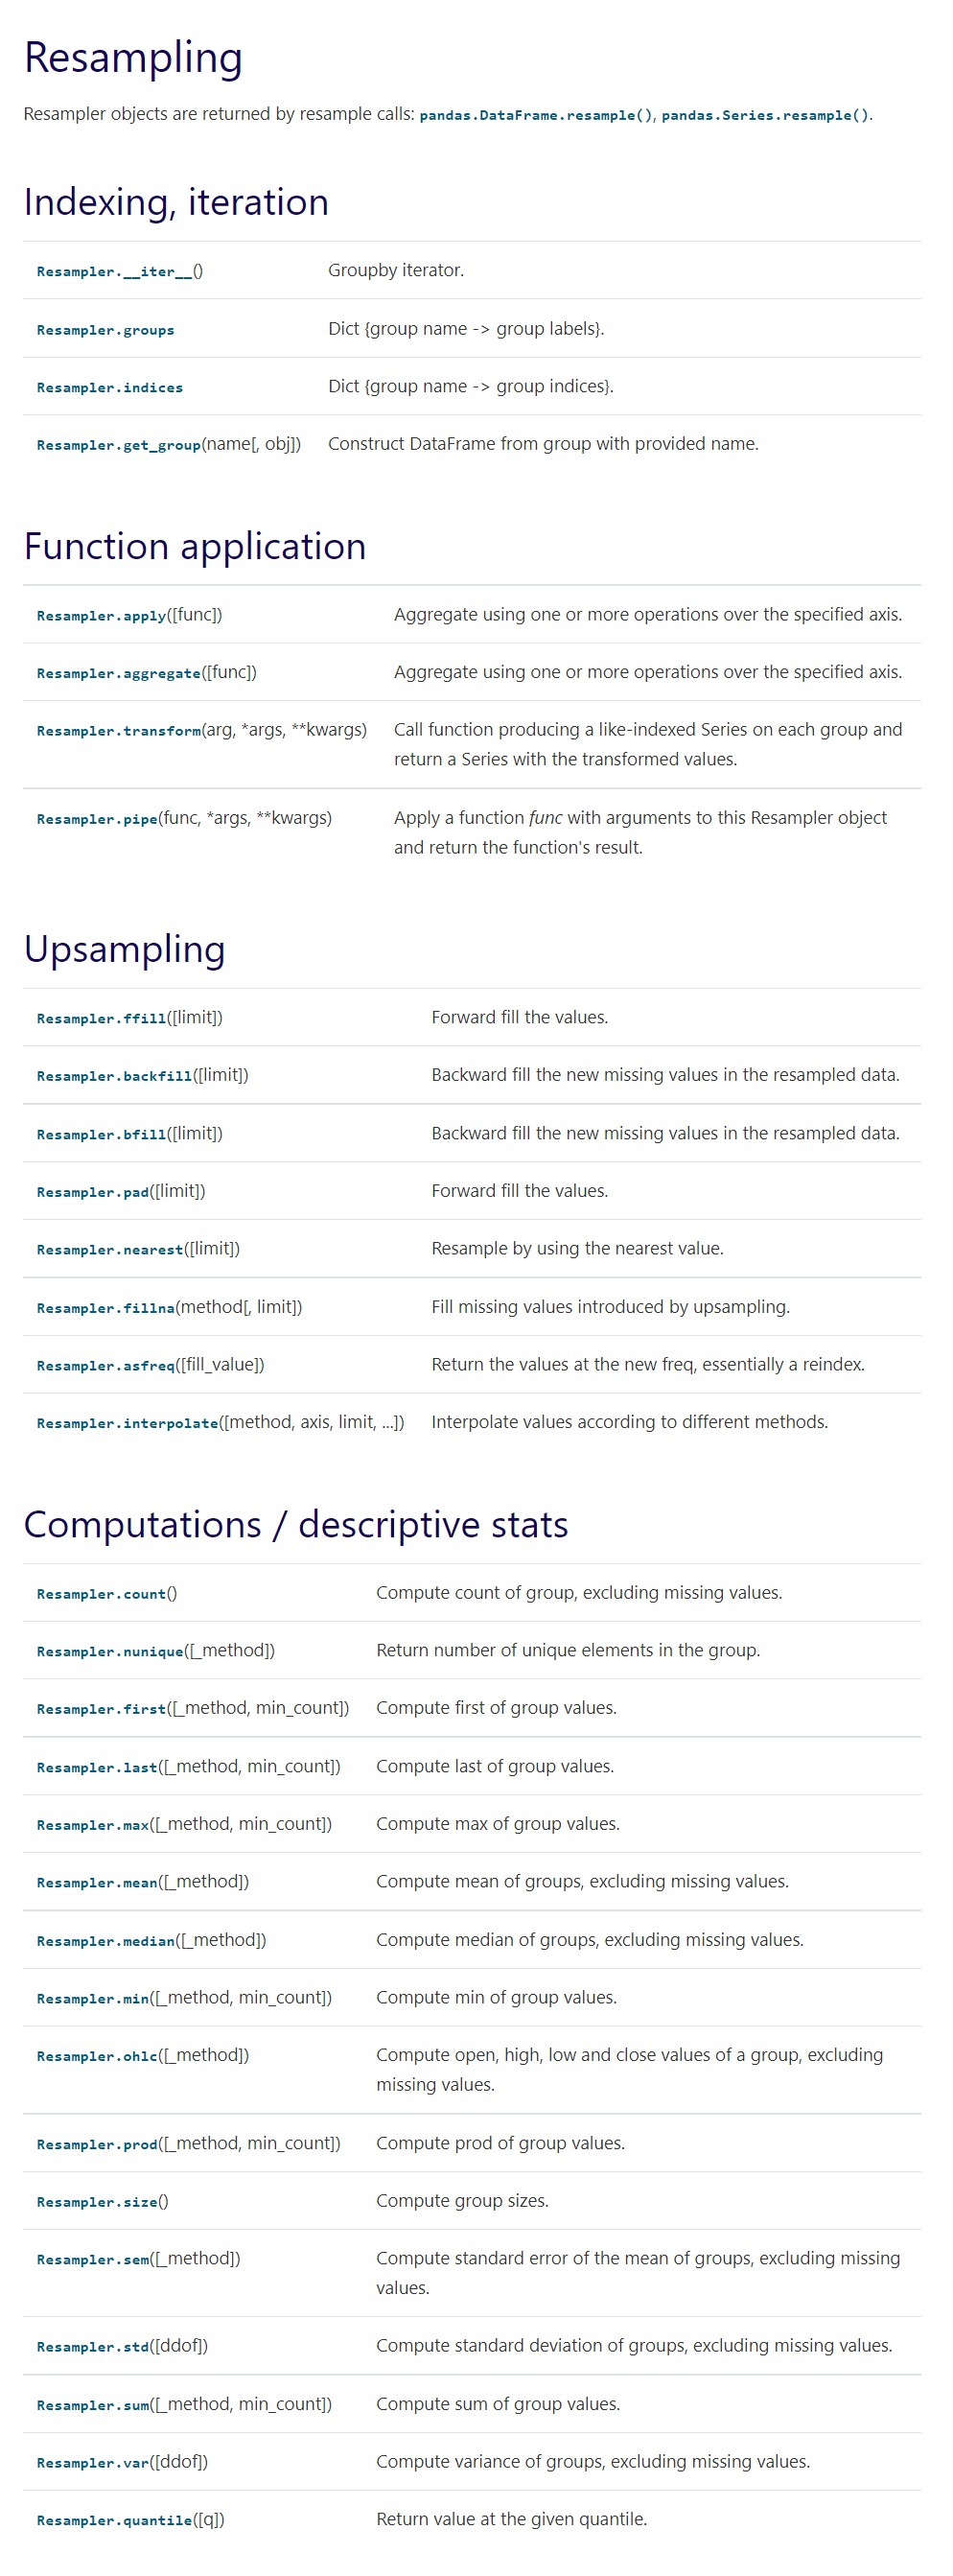 Resampling
Resampler objects are returned by resample calls: pandas.DataFrame.resample(), pandas.Series.resample().
Indexing, iteration
Resampler.__iter__() Groupby iterator.
Resampler.groups Dict {group name -> group labels}.
Resampler.indices Dict {group name -> group indices}.
Resampler.get_group(name[, obj]) Construct DataFrame from group with provided name.
Function application
Resampler.apply([func]) Aggregate using one or more operations over the specified axis.
Resampler.aggregate([func]) Aggregate using one or more operations over the specified axis.
Resampler.transform(arg, *args, **kwargs) Call function producing a like-indexed Series on each group and
return a Series with the transformed values.
Resampler.pipe(func, *args, **kwargs) Apply a function func with arguments to this Resampler object
and return the function's result.
Upsampling
Resampler.ffill([limit]) Forward fill the values.
Resampler.backfill([limit]) Backward fill the new missing values in the resampled data.
Resampler.bfill([limit]) Backward fill the new missing values in the resampled data.
Resampler.pad([limit]) Forward fill the values.
Resampler.nearest([limit]) Resample by using the nearest value.
Resampler.fillna(method[, limit]) Fill missing values introduced by upsampling.
Resampler.asfreq([fill_value]) Return the values at the new freq, essentially a reindex.
Resampler.interpolate([method, axis, limit, ...]) Interpolate values according to different methods.
Computations / descriptive stats
Resampler.count() Compute count of group, excluding missing values.
Resampler.nunique([_method]) Return number of unique elements in the group.
Resampler.first([_method, min_count]) Compute first of group values.
Resampler.last([_method, min_count]) Compute last of group values.
Resampler.max([_method, min_count]) Compute max of group values.
Resampler.mean([_method]) Compute mean of groups, excluding missing values.
Resampler.median([_method]) Compute median of groups, excluding missing values.
Resampler.min([_method, min_count]) Compute min of group values.
Resampler.ohlc([_method]) Compute open, high, low and close values of a group, excluding
missing values.
Resampler.prod([_method, min_count]) Compute prod of group values.
Resampler.size() Compute group sizes.
Resampler.sem([_method]) Compute standard error of the mean of groups, excluding missing
values.
Resampler.std([ddof]) Compute standard deviation of groups, excluding missing values.
Resampler.sum([_method, min_count]) Compute sum of group values.
Resampler.var([ddof]) Compute variance of groups, excluding missing values.
Resampler.quantile([q]) Return value at the given quantile.